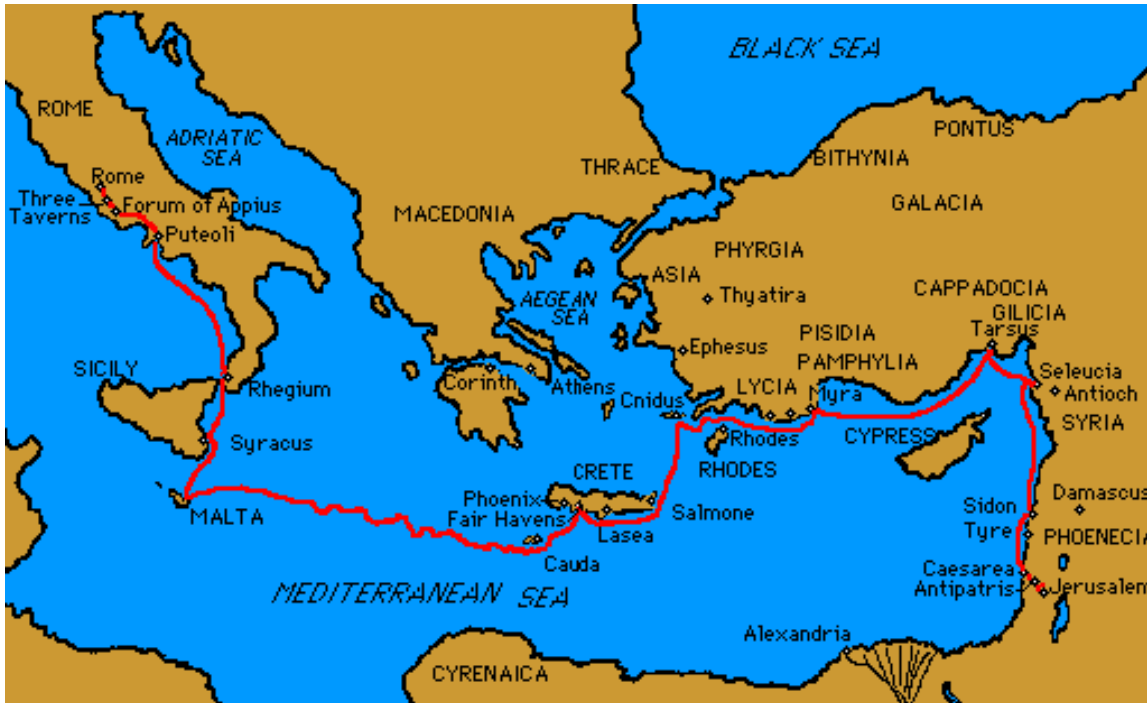 BLACK SEA
ROME
ADRIATIC
SEA
PONTUS
BITHYNIA
THRACE
Rome
Three
Taverns
Forum of Appius
GALACIA
MACEDONIA
Puteoli
PHYRGIA
ASIA
Thyatira
AEGEAN
SEA
CAPPADOCIA
GILICIA
Tarsus
PISIDIA
Ephesus
PAMPHYLIA
SICILY
Rhegium
Corinth
Athens
LYCIA
Myra
Seleucia
Antioch
Cnidus
SYRIA
Syracus
Rhodes
CYPRESS
RHODES
CRETE
Phoenix
Fair Havens
MALTA
Salmone
Lasea
Damascus
Sidon
Tyre
PHOENECIA
Cauda
Caesarea
Antipatris
Jerusalem
MEDITERRANEAN SEA
Alexandria
CYRENAICA